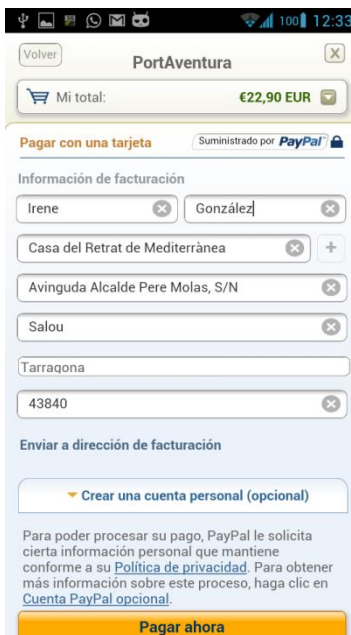 100 12:33
Volver
PortAventura
X
Mi total: €22,90 EUR
Pagar con una tarjeta
Suministrado por PayPal
Información de facturación
Irene González
Casa del Retrat de Mediterrànea
+
Avinguda Alcalde Pere Molas, S/N
Salou
Tarragona
43840
Enviar a dirección de facturación
Crear una cuenta personal (opcional)
Para poder procesar su pago, PayPal le solicita
cierta información personal que mantiene
conforme a su Política de privacidad. Para obtener
más información sobre este proceso, haga clic en
Cuenta PayPal opcional.
Pagar ahora